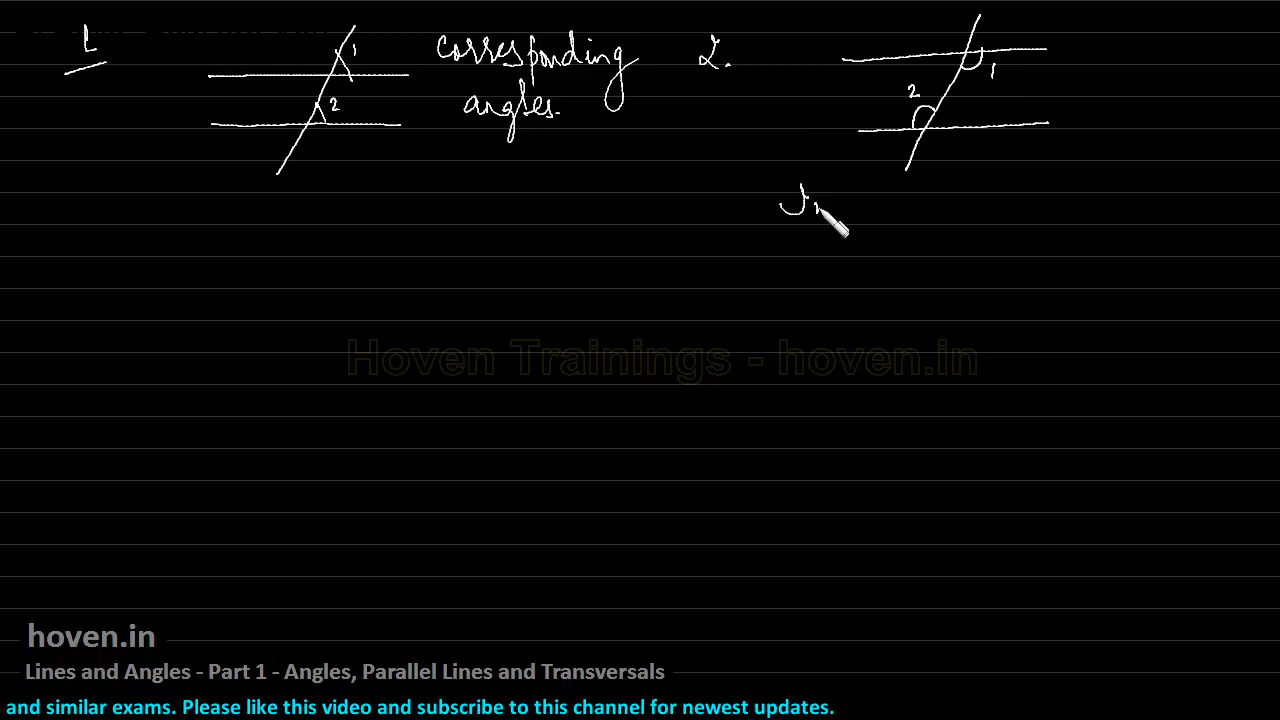 1
1
2
corresponding
angles.
2.
1
2
Hoven Trainings - hoven.in
hoven.in
Lines and Angles - Part 1 - Angles, Parallel Lines and Transversals
and similar exams. Please like this video and subscribe to this channel for newest updates.